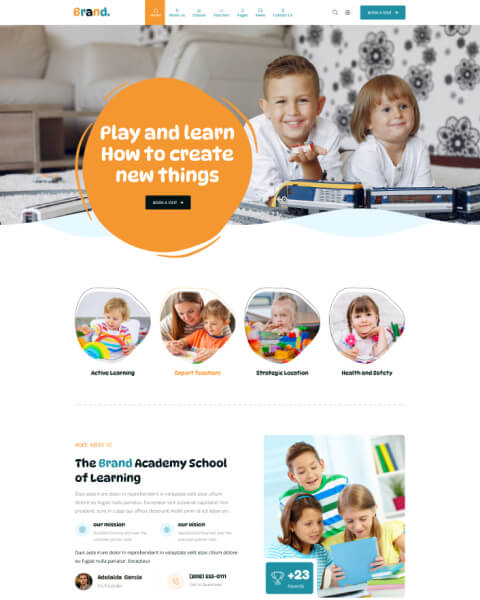 Brand.
Home
About Us
Classes
Teachers
Pages
News
Contact Us
BOOK A VISIT
Play and learn
How to create
new things
BOOK A VISIT
Active Learning
Expert Teachers
Strategic Location
Health and Safety
MORE ABOUT US
The Brand Academy School
of Learning
Duis aute irure dolor in reprehenderit in voluptate velit esse cillum
dolore eu fugiat nulla pariatur. Excepteur sint occaecat cupidatat non
proident, sunt in culpa qui officia deserunt mollit anim id est laborum.
Our Mission
Our Vision
Duis aute irure dolor in reprehenderit in voluptate velit esse cillum dolore
eu fugiat nulla pariatur. Excepteur
Adelaida Garcia
Co Founder
+23
Awards